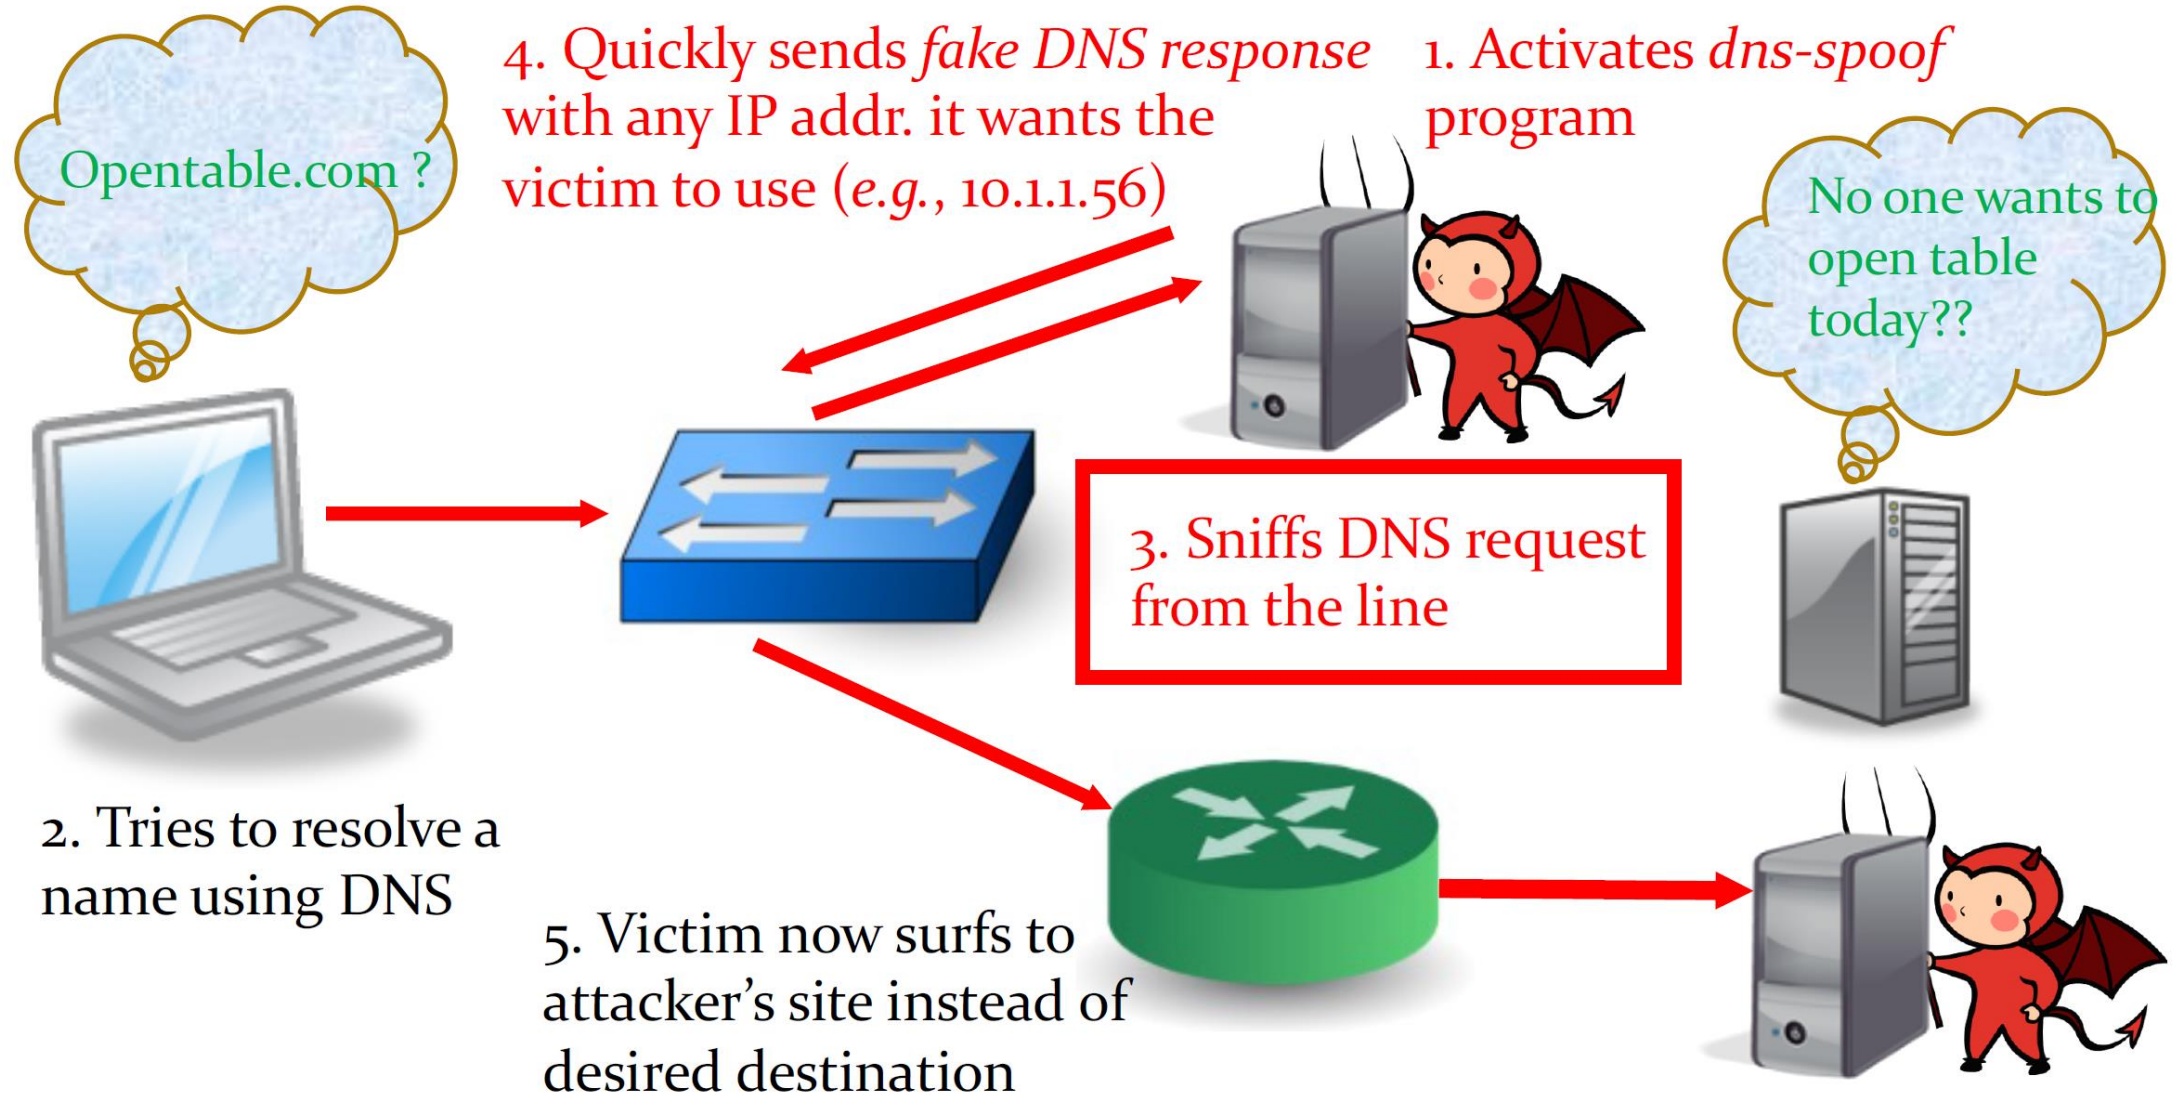 Opentable.com ?
4. Quickly sends fake DNS response
with any IP addr. it wants the
victim to use (e.g., 10.1.1.56)
1. Activates dns-spoof
program
No one wants to
open table
today??
3. Sniffs DNS request
from the line
2. Tries to resolve a
name using DNS
5. Victim now surfs to
attacker’s site instead of
desired destination